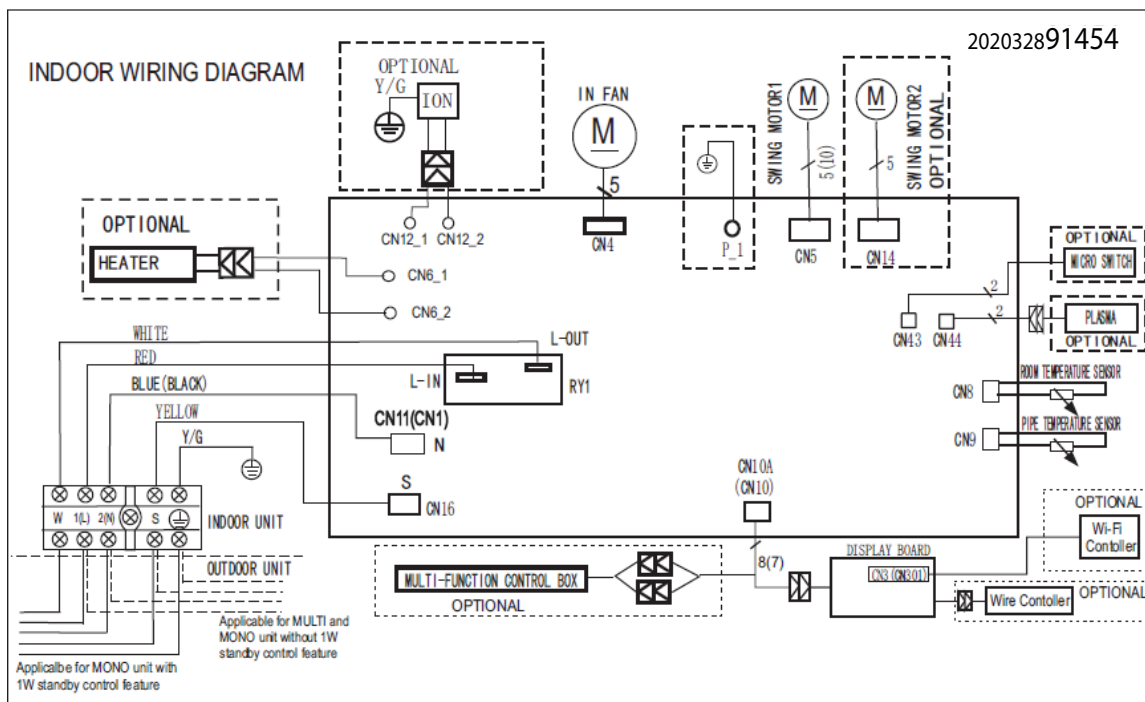 202032891454
INDOOR WIRING DIAGRAM
OPTIONAL
Y/G
ION
IN FAN
M
5
SWING MOTOR1
M
5(10)
M
5
SWING MOTOR2
OPTIONAL
CN12_1
CN12_2
CN4
P_1
CN5
CN14
OPTIONAL
HEATER
CN6_1
CN6_2
OPTIONAL
MICRO SWITCH
2
2
PLASMA
OPTIONAL
CN43
CN44
WHITE
L-OUT
RED
L-IN
RY1
BLUE(BLACK)
CN11(CN1)
N
YELLOW
Y/G
S
CN16
ROOM TEMPERATURE SENSOR
CN8
PIPE TEMPERATURE SENSOR
CN9
CN10A
(CN10)
8(7)
W 1(L) 2(N) S
INDOOR UNIT
OUTDOOR UNIT
Applicable for MULTI and
MONO unit without 1W
standby control feature
Applicalbe for MONO unit with
1W standby control feature
MULTI-FUNCTION CONTROL BOX
OPTIONAL
DISPLAY BOARD
CN3(CN301)
OPTIONAL
Wi-Fi
Contoller
Wire Contoller
OPTIONAL